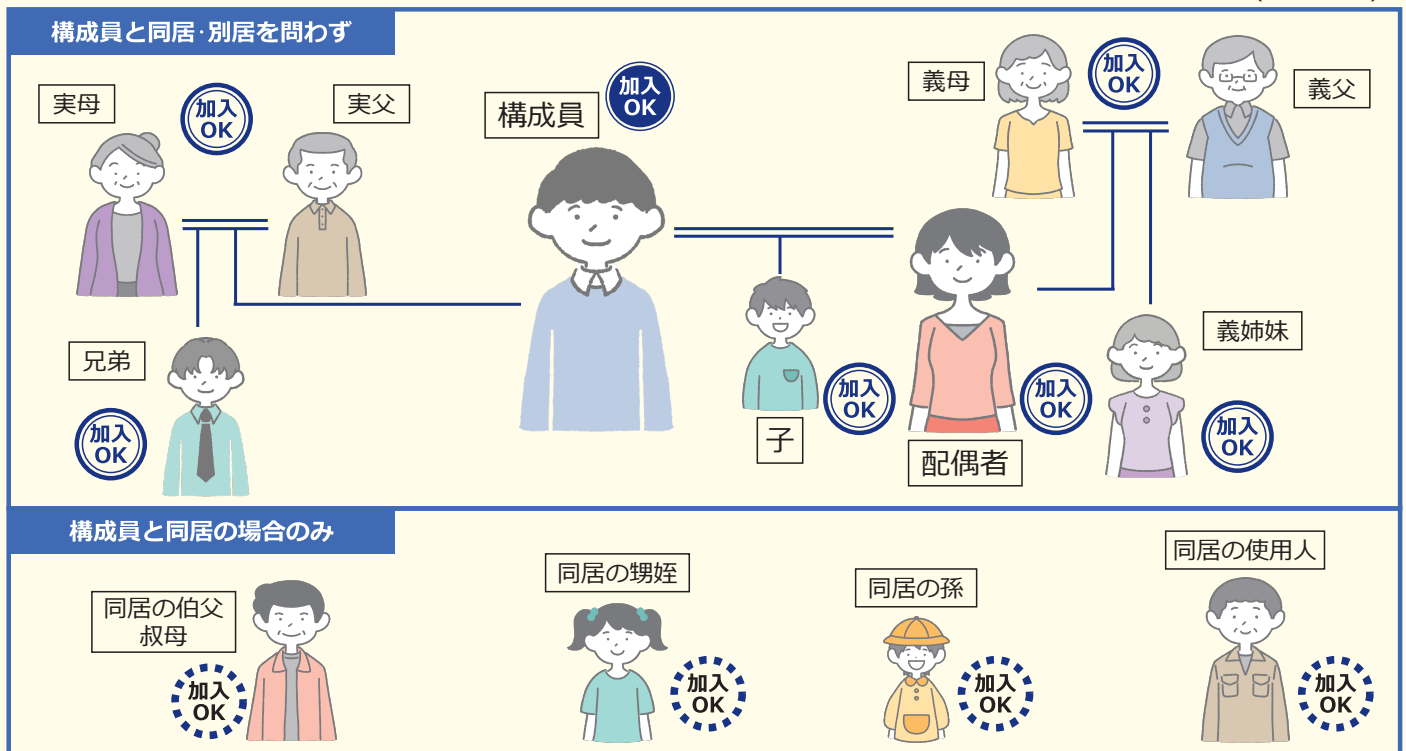 構成員と同居・別居を問わず
実母
加入
OK
実父
構成員
加入
OK
義母
加入
OK
義父
兄弟
加入
OK
子
加入
OK
配偶者
加入
OK
義姉妹
加入
OK
構成員と同居の場合のみ
同居の伯父
叔母
加入
OK
同居の甥姪
加入
OK
同居の孫
加入
OK
同居の使用人
加入
OK